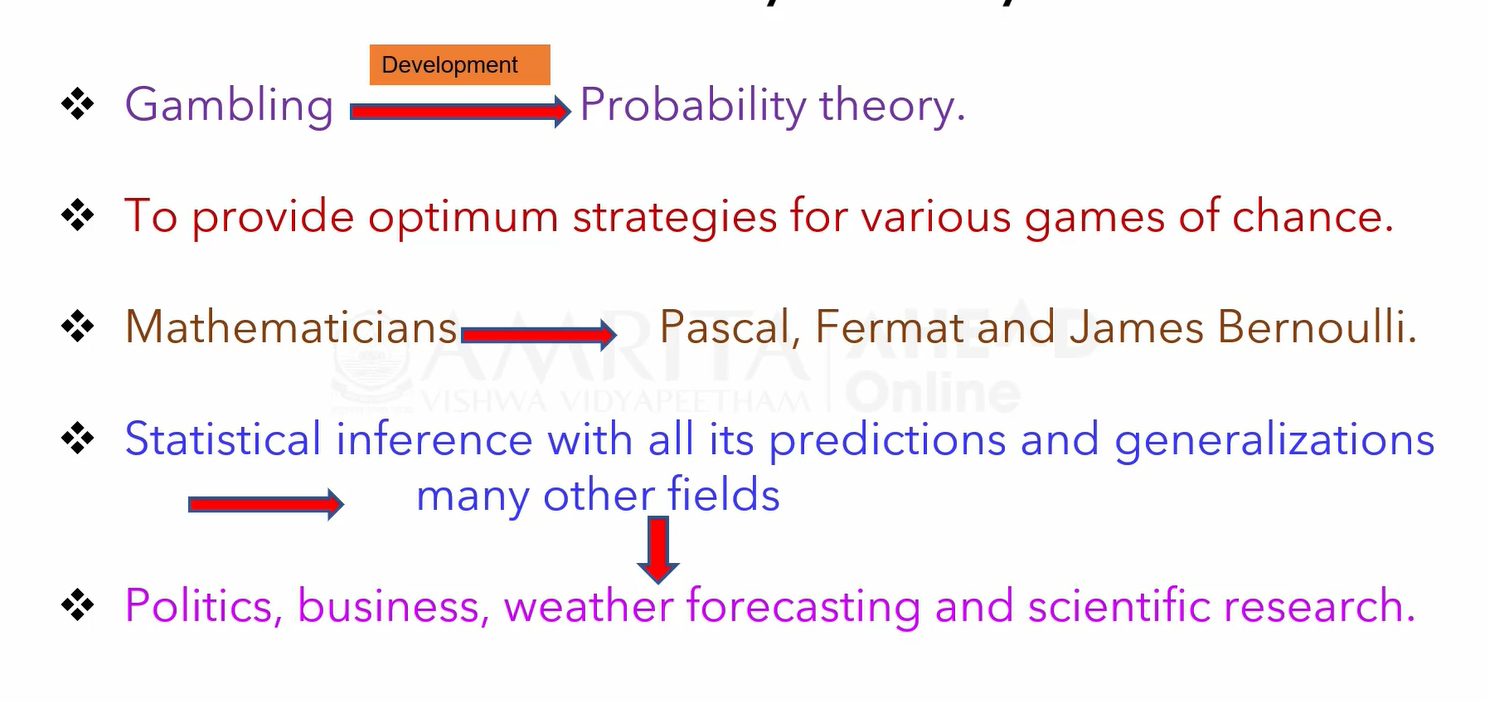 Development
❖ Gambling Probability theory.
❖ To provide optimum strategies for various games of chance.
❖ Mathematicians Pascal, Fermat and James Bernoulli.
AMRITA AHEAD
VISHWA VIDYAPEETHAM Online
❖ Statistical inference with all its predictions and generalizations
many other fields
❖ Politics, business, weather forecasting and scientific research.